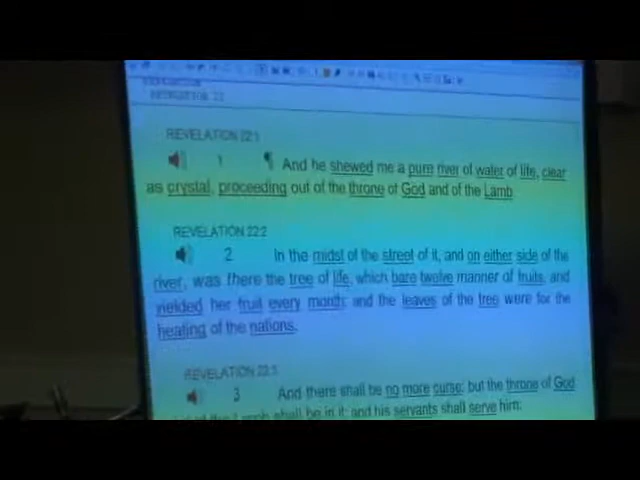 REVELATION 22:1
1 ¶ And he shewed me a pure river of water of life, clear
as crystal, proceeding out of the throne of God and of the Lamb.
REVELATION 22:2
2 In the midst of the street of it, and on either side of the
river, was there the tree of life, which bare twelve manner of fruits, and
yielded her fruit every month: and the leaves of the tree were for the
healing of the nations.
REVELATION 22:3
3 And there shall be no more curse: but the throne of God
Lamb shall be in it; and his servants shall serve him: